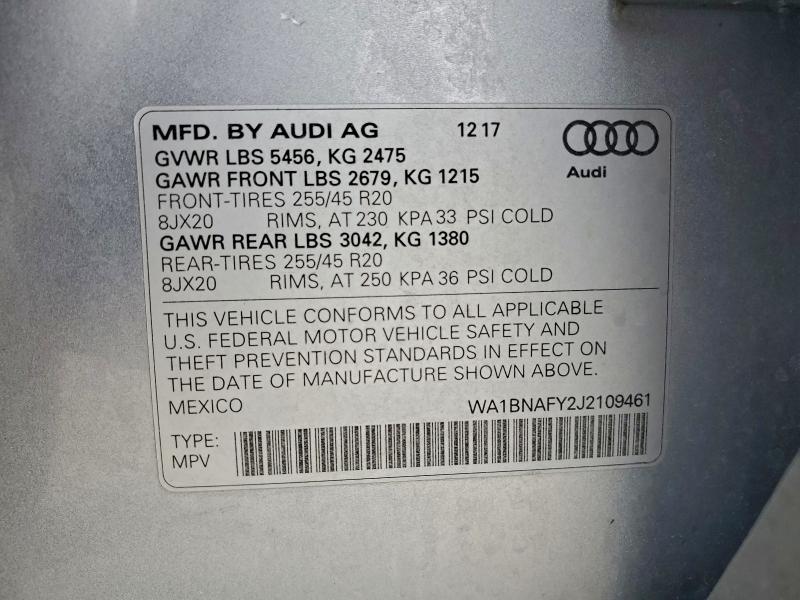 MFD. BY AUDI AG 12 17
GVWR LBS 5456, KG 2475
GAWR FRONT LBS 2679, KG 1215
FRONT-TIRES 255/45 R20
8JX20 RIMS, AT 230 KPA 33 PSI COLD
GAWR REAR LBS 3042, KG 1380
REAR-TIRES 255/45 R20
8JX20 RIMS, AT 250 KPA 36 PSI COLD
Audi
THIS VEHICLE CONFORMS TO ALL APPLICABLE
U.S. FEDERAL MOTOR VEHICLE SAFETY AND
THEFT PREVENTION STANDARDS IN EFFECT ON
THE DATE OF MANUFACTURE SHOWN ABOVE.
MEXICO WA1BNAFY2J2109461
TYPE:
MPV